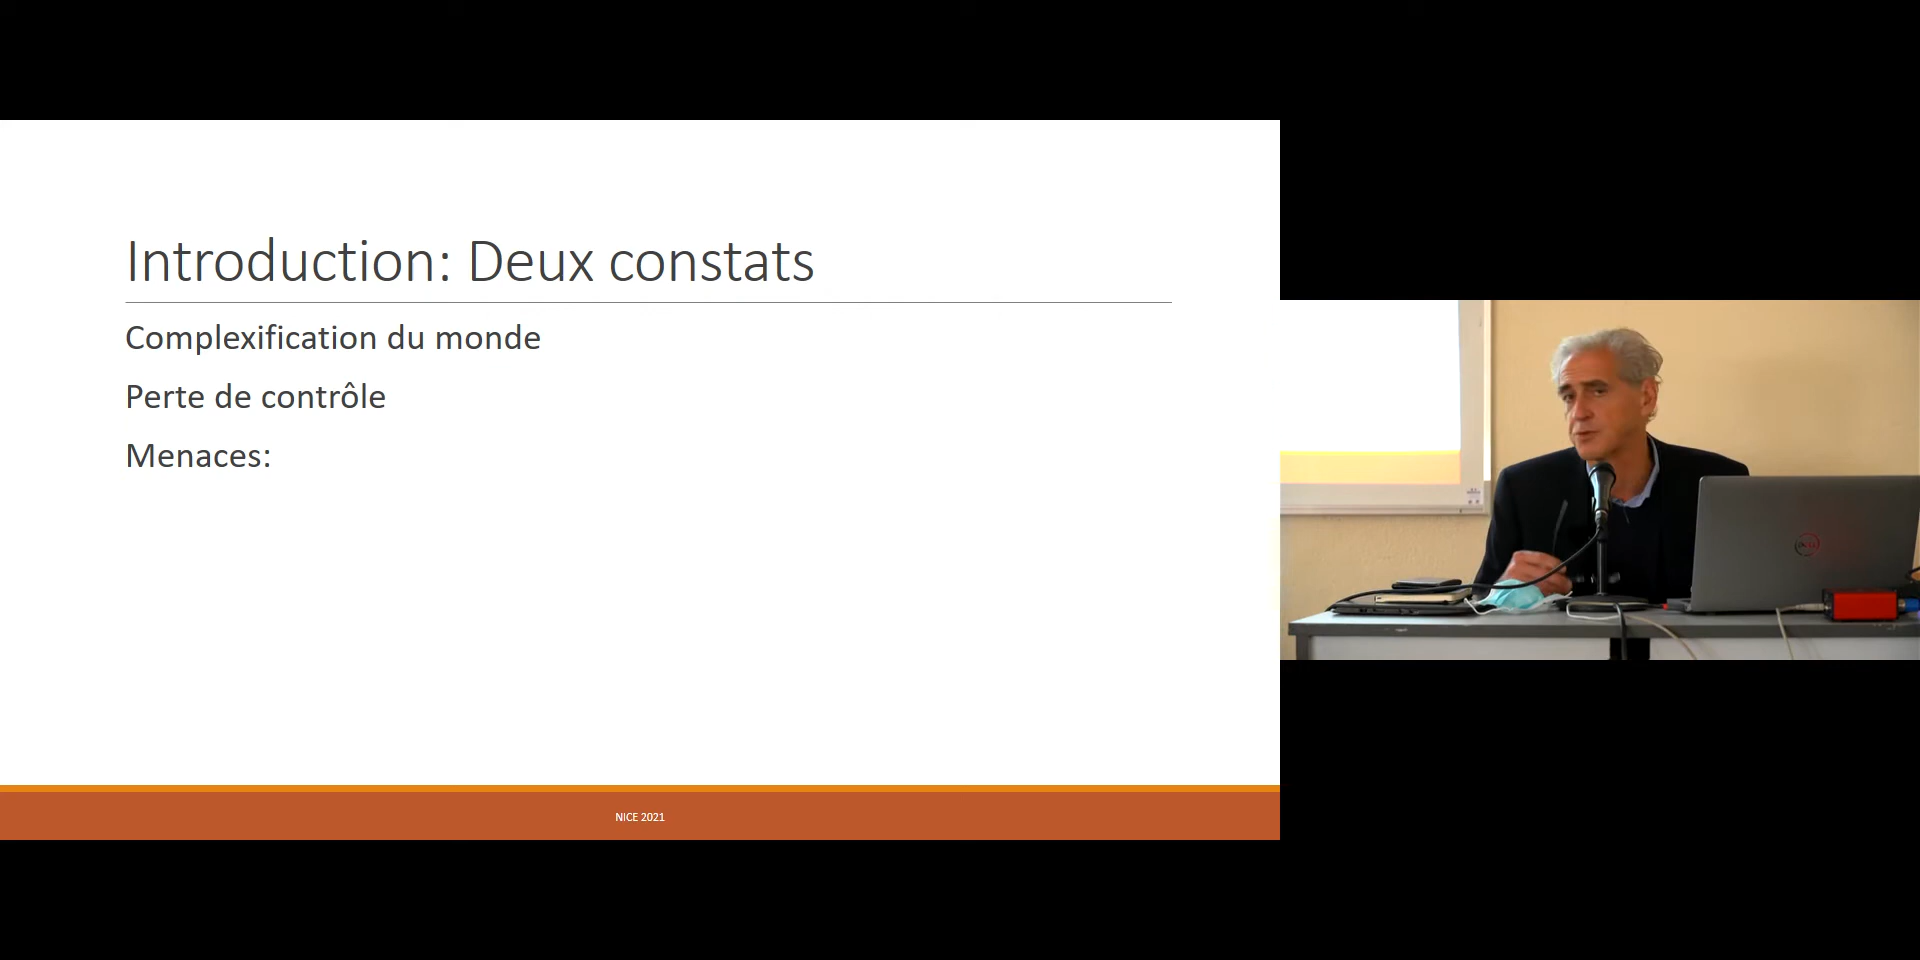 Introduction: Deux constats
Complexification du monde
Perte de contrôle
Menaces:
NICE 2021